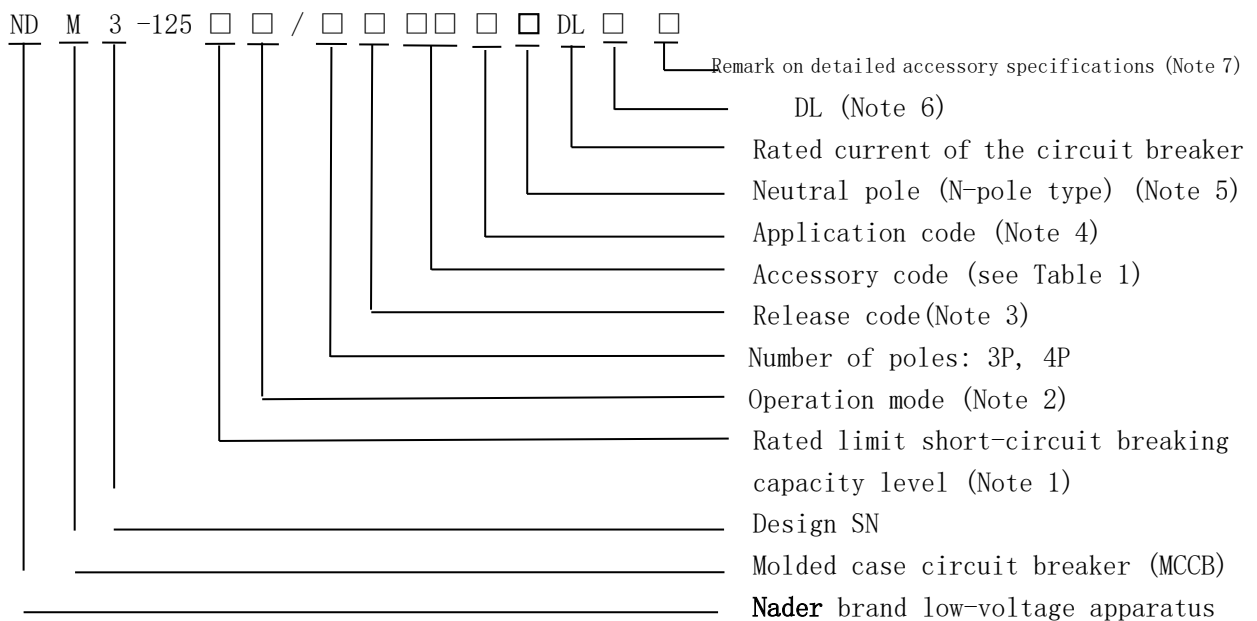 ND M 3 -125 □ □ / □ □ □□ □ □ DL □ □
Remark on detailed accessory specifications (Note 7)
DL (Note 6)
Rated current of the circuit breaker
Neutral pole (N-pole type) (Note 5)
Application code (Note 4)
Accessory code (see Table 1)
Release code(Note 3)
Number of poles: 3P, 4P
Operation mode (Note 2)
Rated limit short-circuit breaking
capacity level (Note 1)
Design SN
Molded case circuit breaker (MCCB)
Nader brand low-voltage apparatus